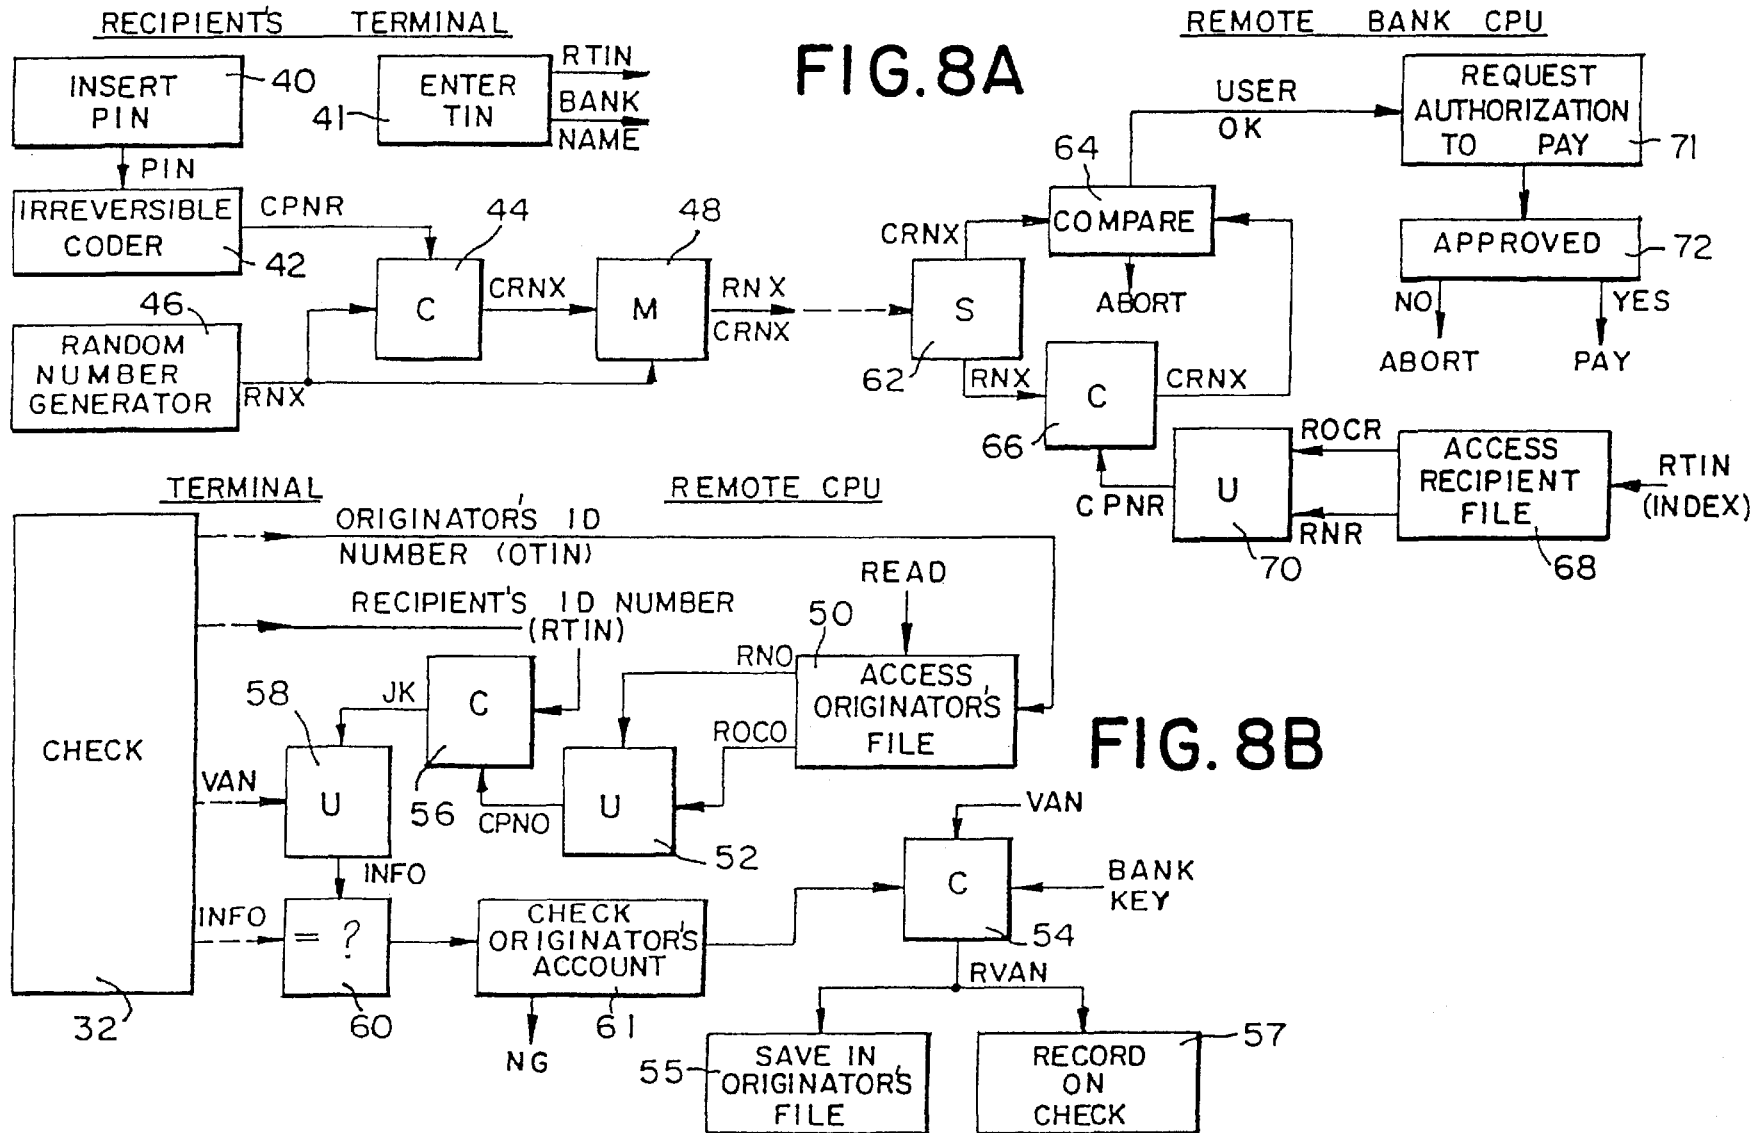 RECIPIENT'S TERMINAL
REMOTE BANK CPU
FIG. 8A
INSERT
PIN
40
41
ENTER
TIN
RTIN
BANK
NAME
PIN
IRREVERSIBLE
CODER
42
CPNR
44
C
CRNX
48
M
RNX
CRNX
46
RANDOM
NUMBER
GENERATOR
RNX
S
62
CRNX
RNX
64
COMPARE
ABORT
USER
OK
REQUEST
AUTHORIZATION
TO PAY
71
APPROVED
72
NO
YES
ABORT
PAY
C
66
CRNX
CPNR
U
70
ROCR
RNR
ACCESS
RECIPIENT
FILE
68
RTIN
(INDEX)
TERMINAL
REMOTE CPU
FIG. 8B
CHECK
32
ORIGINATOR'S ID
NUMBER (OTIN)
RECIPIENT'S ID NUMBER
(RTIN)
READ
50
ACCESS
ORIGINATOR'S
FILE
RNO
ROCO
U
52
CPNO
C
56
JK
58
U
VAN
INFO
INFO
= ?
60
CHECK
ORIGINATOR'S
ACCOUNT
61
NG
VAN
C
54
BANK
KEY
RVAN
55
SAVE IN
ORIGINATOR'S
FILE
57
RECORD
ON
CHECK